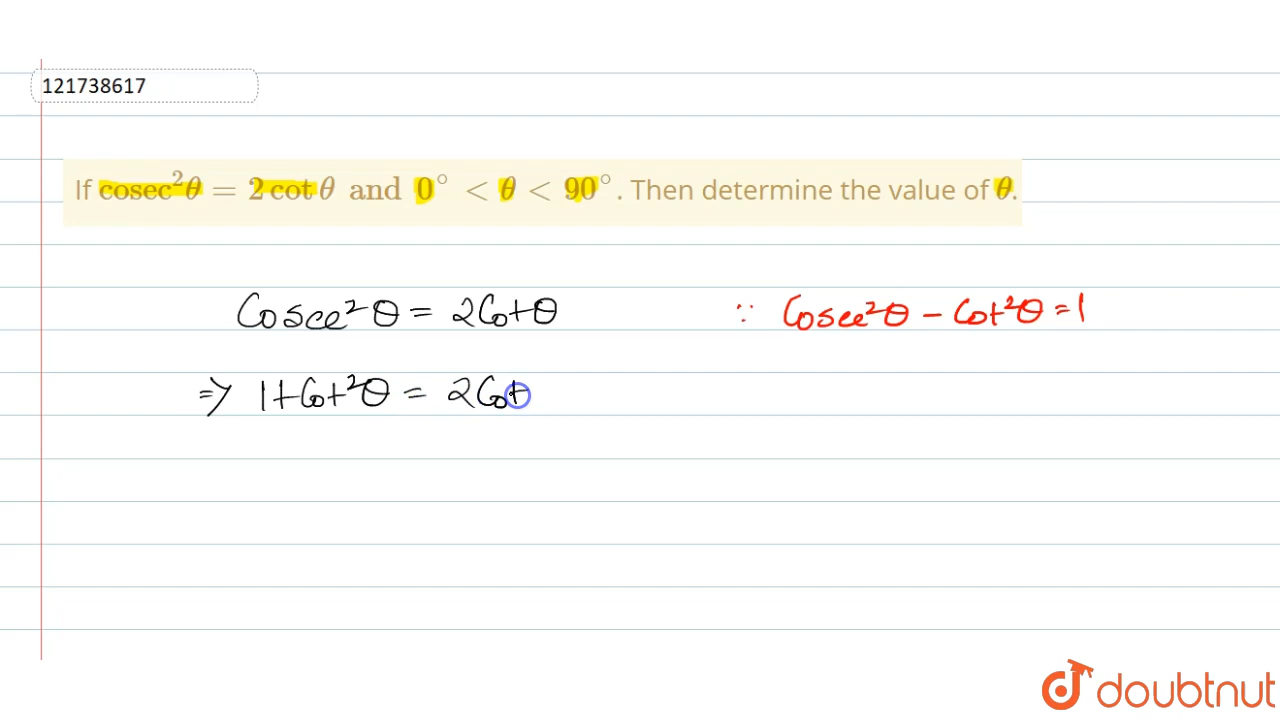 121738617
If cosec²θ = 2 cot θ and 0° < θ < 90°. Then determine the value of θ.
Cosec²θ = 2Cotθ ∵ Cosec²θ - Cot²θ = 1
⇒ 1+Cot²θ = 2Cot
doubtnut